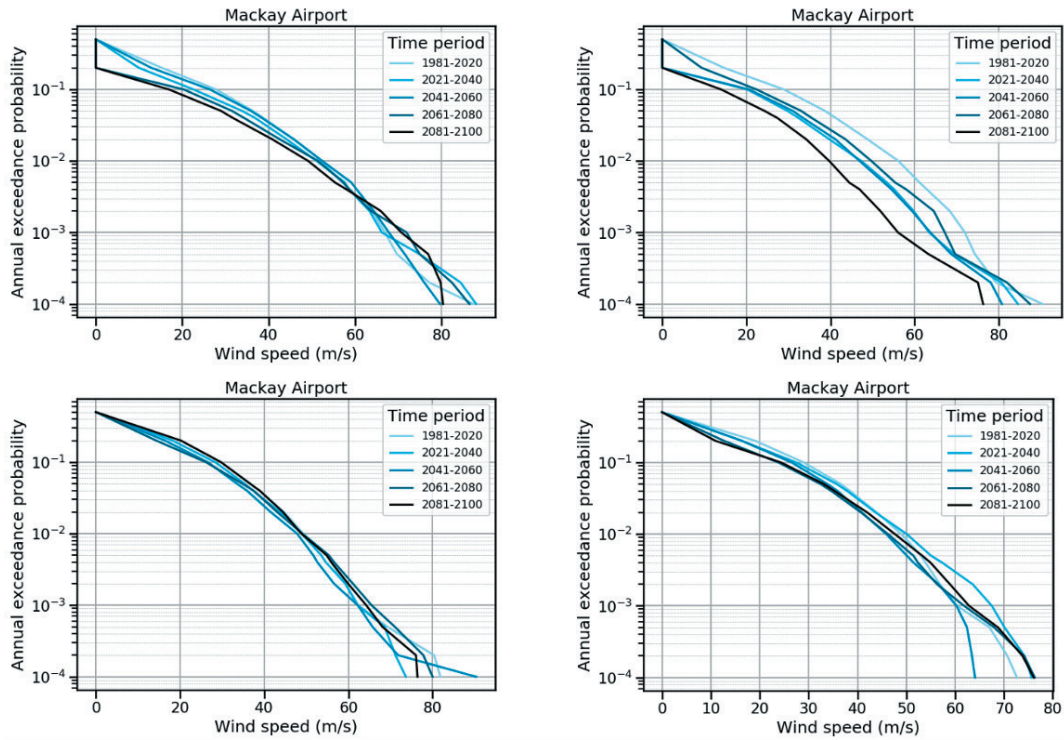 Mackay Airport
Annual exceedance probability
10⁻¹
10⁻²
10⁻³
10⁻⁴
Time period
1981-2020
2021-2040
2041-2060
2061-2080
2081-2100
0 20 40 60 80
Wind speed (m/s)
Mackay Airport
Annual exceedance probability
10⁻¹
10⁻²
10⁻³
10⁻⁴
Time period
1981-2020
2021-2040
2041-2060
2061-2080
2081-2100
0 20 40 60 80
Wind speed (m/s)
Mackay Airport
Annual exceedance probability
10⁻¹
10⁻²
10⁻³
10⁻⁴
Time period
1981-2020
2021-2040
2041-2060
2061-2080
2081-2100
0 20 40 60 80
Wind speed (m/s)
Mackay Airport
Annual exceedance probability
10⁻¹
10⁻²
10⁻³
10⁻⁴
Time period
1981-2020
2021-2040
2041-2060
2061-2080
2081-2100
0 10 20 30 40 50 60 70 80
Wind speed (m/s)